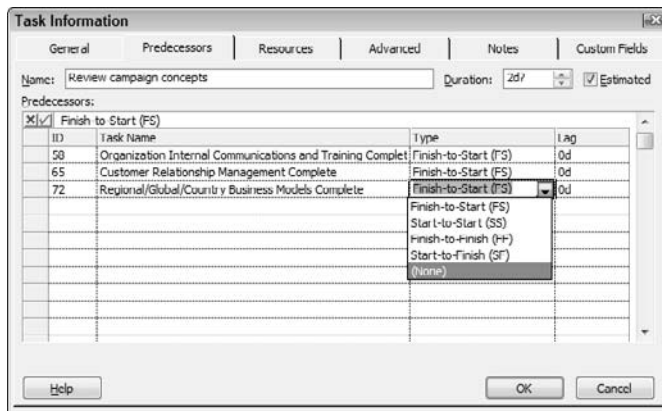 Task Information
General Predecessors Resources Advanced Notes Custom Fields
Name: Review campaign concepts Duration: 2d? Estimated
Predecessors:
Finish-to-Start (FS)
ID Task Name Type Lag
58 Organization Internal Communications and Training Complet Finish-to-Start (FS) 0d
65 Customer Relationship Management Complete Finish-to-Start (FS) 0d
72 Regional/Global/Country Business Models Complete Finish-to-Start (FS) 0d
Finish-to-Start (FS)
Start-to-Start (SS)
Finish-to-Finish (FF)
Start-to-Finish (SF)
(None)
Help OK Cancel